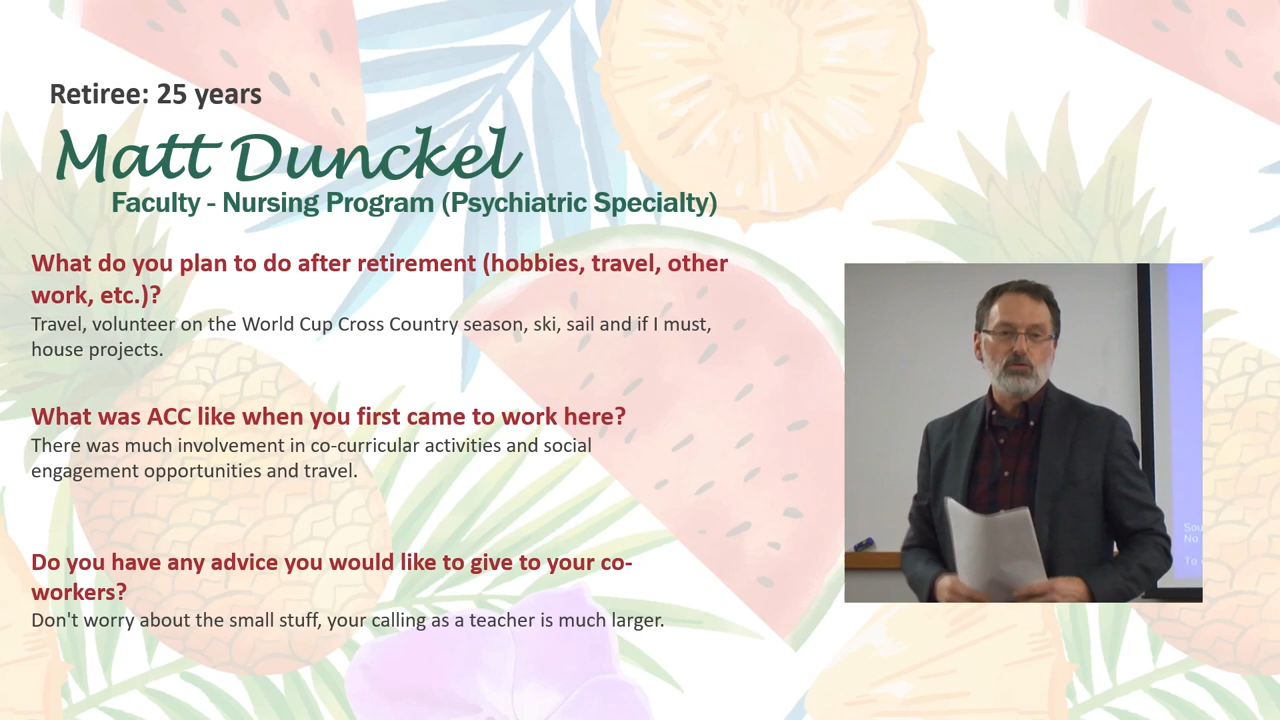 Retiree: 25 years
Matt Dunckel
Faculty - Nursing Program (Psychiatric Specialty)
What do you plan to do after retirement (hobbies, travel, other
work, etc.)?
Travel, volunteer on the World Cup Cross Country season, ski, sail and if I must,
house projects.
What was ACC like when you first came to work here?
There was much involvement in co-curricular activities and social
engagement opportunities and travel.
Do you have any advice you would like to give to your co-
workers?
Don't worry about the small stuff, your calling as a teacher is much larger.
Sou
No
To